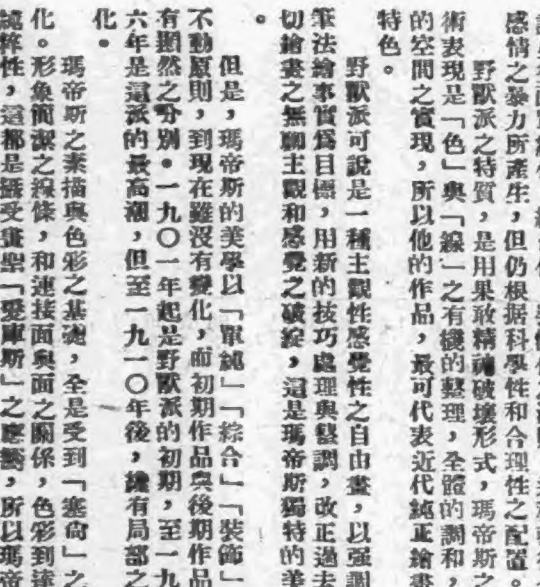 感情之暴力所產生，但仍根据科學性和合理性之配置。
野獸派之特質，是用果敢精神破壞形式，瑪帝斯
術表現是「色」與「線」之有機的整理，全體的調和，
的空間之實現，所以他的作品，最可代表近代純正繪畫
特色。
野獸派可說是一種主觀性感覺性之自由畫，以强調
筆法繪事實爲目標，用新的技巧處理與整調，改正過去
切繪畫之無聊主觀和感覺之破綻，這是瑪帝斯獨特的美
。
但是，瑪帝斯的美學以「單純」「綜合」「裝飾」
不動原則，到現在雖沒有變化，而初期作品與後期作品
有顯然之分別。一九〇一年起是野獸派的初期，至一九
六年是這派的最高潮，但至一九一〇年後，纔有局部之
化。
瑪帝斯之素描與色彩之基礎，全是受到「塞尙」之
化。形象簡潔之線條，和連接面與面之關係，色彩到達
純粹性，這都是感受畫聖「愛庫斯」之應藝，所以瑪帝